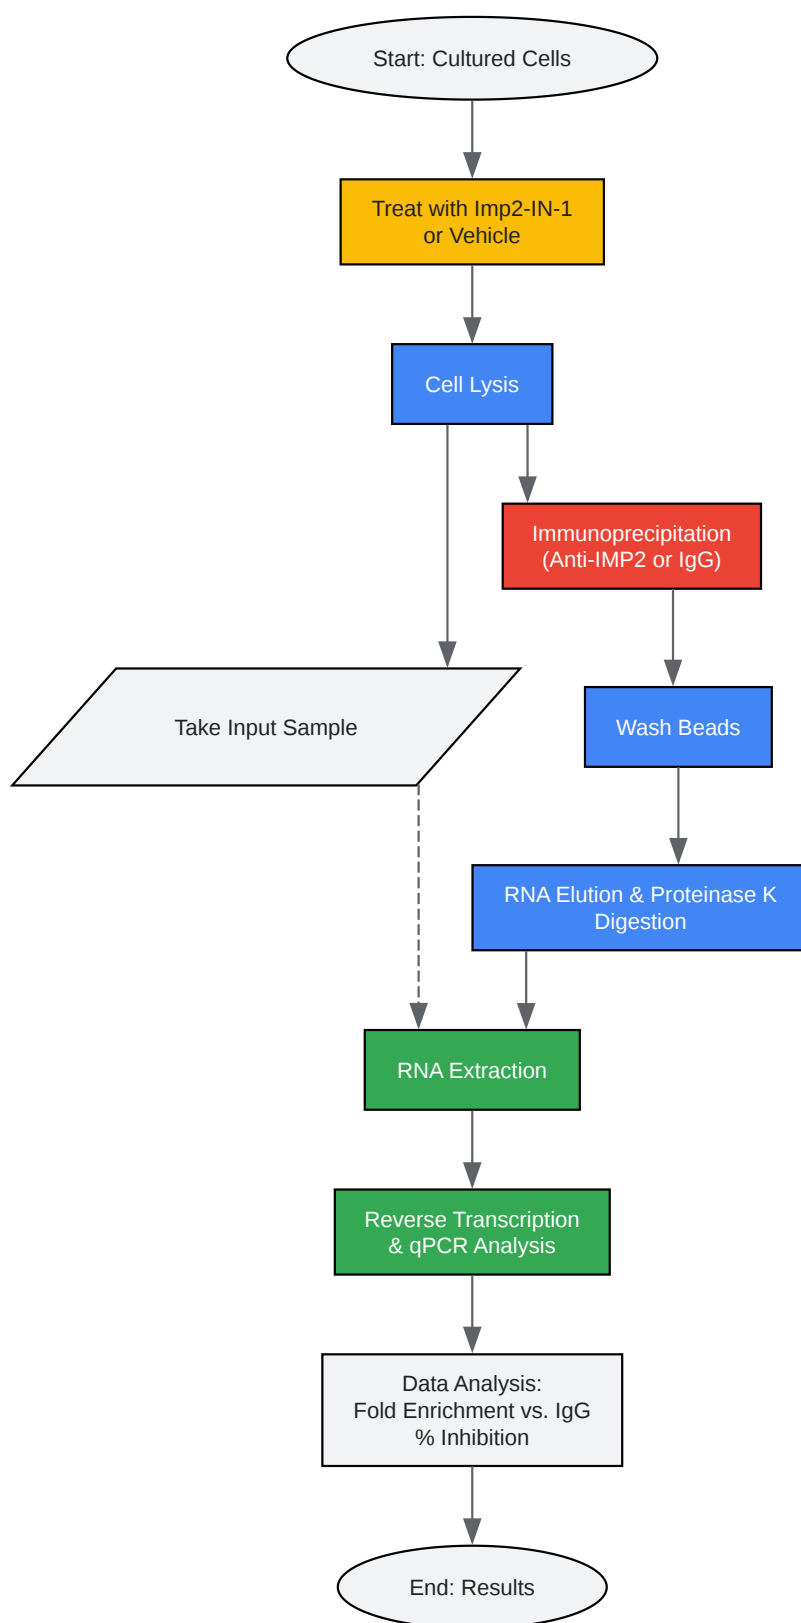 Start: Cultured Cells
Treat with Imp2-IN-1
or Vehicle
Cell Lysis
Immunoprecipitation
(Anti-IMP2 or IgG)
Take Input Sample
Wash Beads
RNA Elution & Proteinase K
Digestion
RNA Extraction
Reverse Transcription
& qPCR Analysis
Data Analysis:
Fold Enrichment vs. IgG
% Inhibition
End: Results